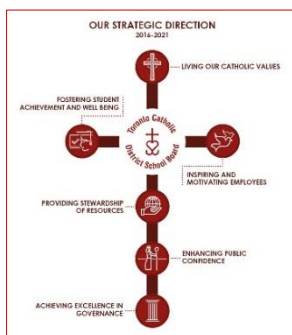 OUR STRATEGIC DIRECTION
2016-2021
LIVING OUR CATHOLIC VALUES
FOSTERING STUDENT
ACHIEVEMENT AND WELL BEING
Toronto Catholic
District School Board
INSPIRING AND
MOTIVATING EMPLOYEES
PROVIDING STEWARDSHIP
OF RESOURCES
ENHANCING PUBLIC
CONFIDENCE
ACHIEVING EXCELLENCE IN
GOVERNANCE